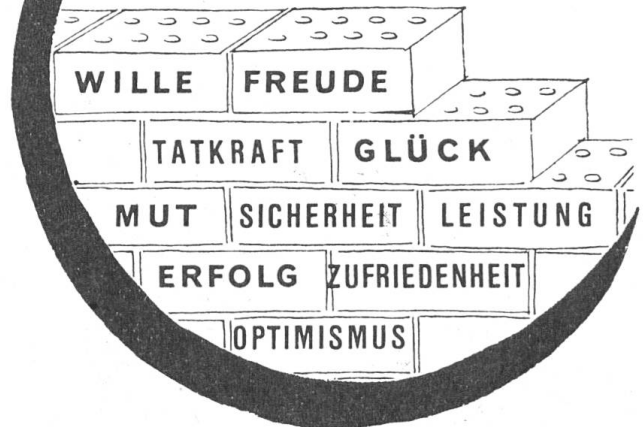 WILLE FREUDE
TATKRAFT GLÜCK
MUT SICHERHEIT LEISTUNG
ERFOLG ZUFRIEDENHEIT
OPTIMISMUS